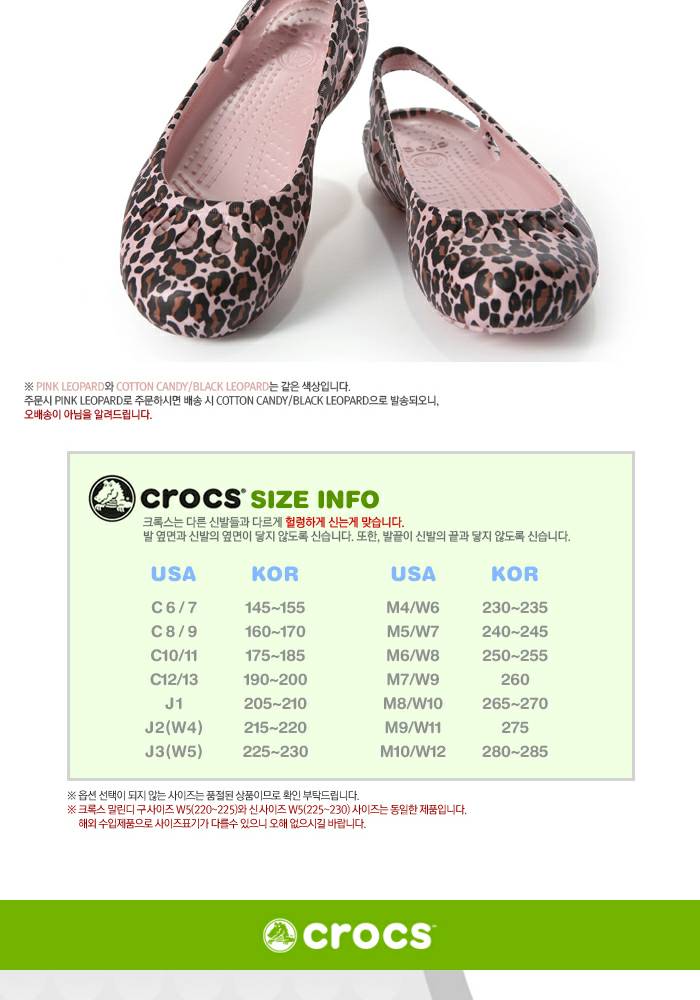 ※ PINK LEOPARD와 COTTON CANDY/BLACK LEOPARD는 같은 색상입니다.
주문시 PINK LEOPARD로 주문하시면 배송 시 COTTON CANDY/BLACK LEOPARD으로 발송되오니,
오배송이 아님을 알려드립니다.
crocs SIZE INFO
크록스는 다른 신발들과 다르게 헐렁하게 신는게 맞습니다.
발 옆면과 신발의 옆면이 닿지 않도록 신습니다. 또한, 발끝이 신발의 끝과 닿지 않도록 신습니다.
USA KOR USA KOR
C 6 / 7 145~155 M4/W6 230~235
C 8 / 9 160~170 M5/W7 240~245
C10/11 175~185 M6/W8 250~255
C12/13 190~200 M7/W9 260
J1 205~210 M8/W10 265~270
J2(W4) 215~220 M9/W11 275
J3(W5) 225~230 M10/W12 280~285
※ 옵션 선택이 되지 않는 사이즈는 품절된 상품이므로 확인 부탁드립니다.
※ 크록스 말린디 구사이즈 W5(220~225)와 신사이즈 W5(225~230) 사이즈는 동일한 제품입니다.
해외 수입제품으로 사이즈표기가 다를수 있으니 오해 없으시길 바랍니다.
crocs